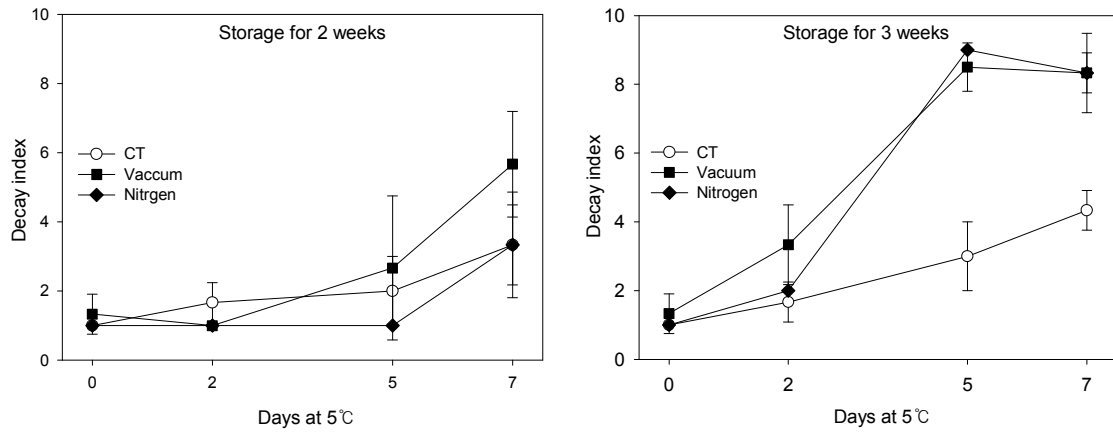 Storage for 2 weeks
10
8
6
4
2
0
Decay index
CT
Vaccum
Nitrgen
0
2
5
7
Days at 5℃
Storage for 3 weeks
10
8
6
4
2
0
Decay index
CT
Vacuum
Nitrogen
0
2
5
7
Days at 5℃